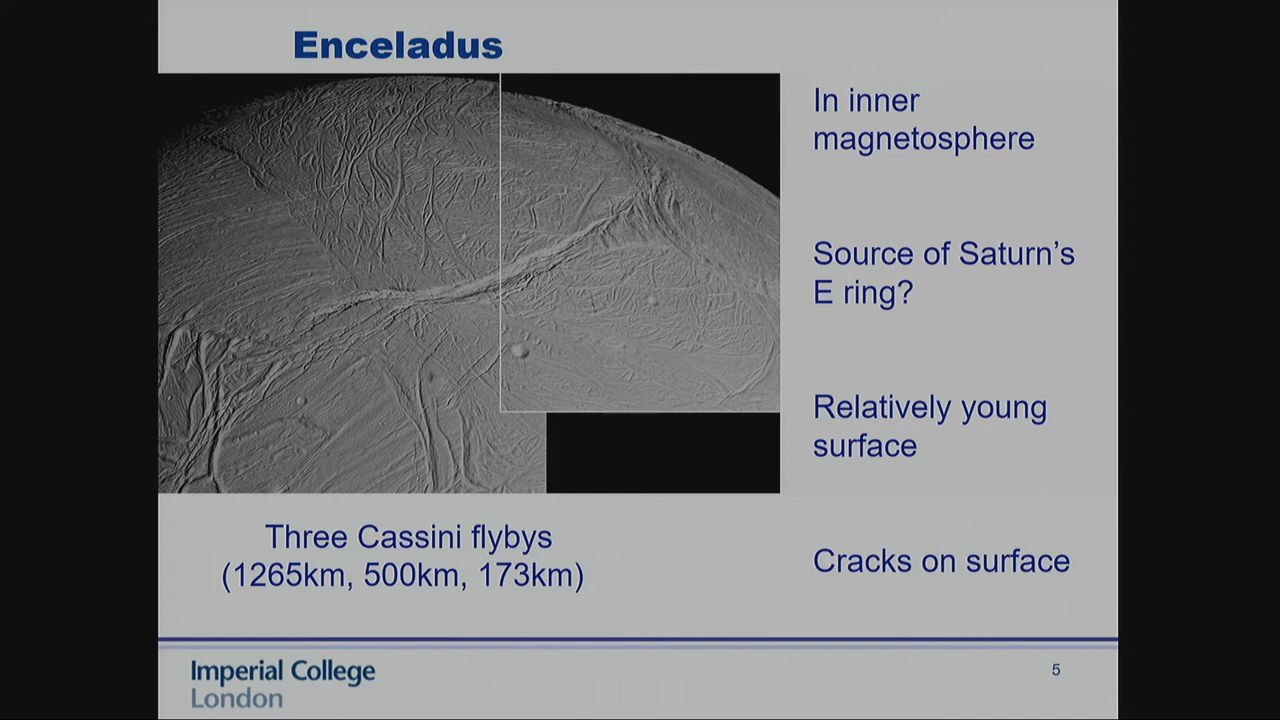 Enceladus
In inner
magnetosphere
Source of Saturn's
E ring?
Relatively young
surface
Cracks on surface
Three Cassini flybys
(1265km, 500km, 173km)
Imperial College
London
5